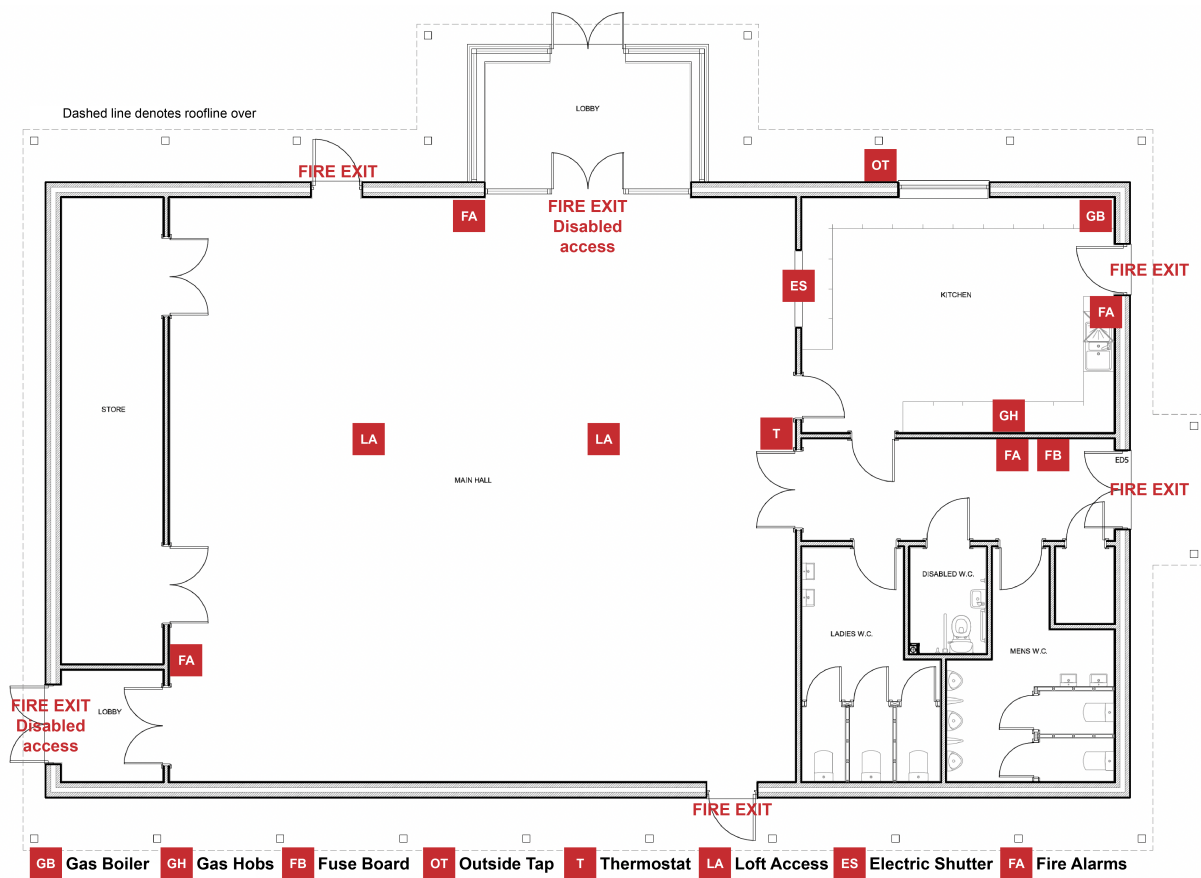 LOBBY
Dashed line denotes roofline over
OT
FIRE EXIT
FIRE EXIT
Disabled
access
FA
GB
FIRE EXIT
ES
KITCHEN
FA
STORE
GH
LA
LA
T
FA
FB
ED5
MAIN HALL
FIRE EXIT
DISABLED W.C.
LADIES W.C.
MENS W.C.
FA
FIRE EXIT
Disabled
access
LOBBY
FIRE EXIT
GB Gas Boiler GH Gas Hobs FB Fuse Board OT Outside Tap T Thermostat LA Loft Access ES Electric Shutter FA Fire Alarms